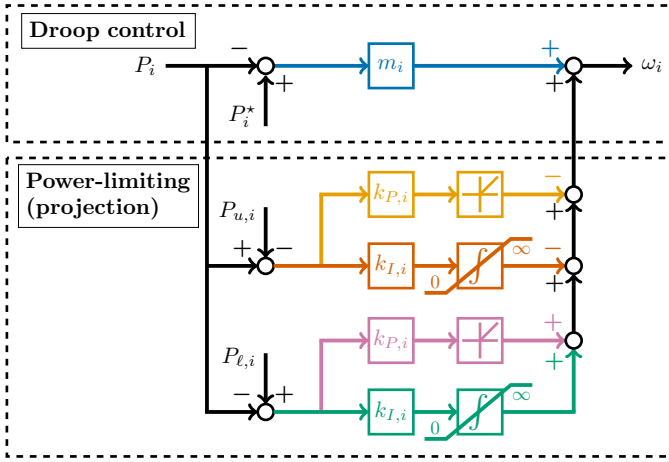 Droop control
P_i
−
+
P_i^⋆
m_i
+
+
ω_i
Power-limiting
(projection)
P_{u,i}
+
−
k_{P,i}
−
+
k_{I,i}
0
∫
∞
−
+
P_{ℓ,i}
−
+
k_{P,i}
+
+
k_{I,i}
0
∫
∞